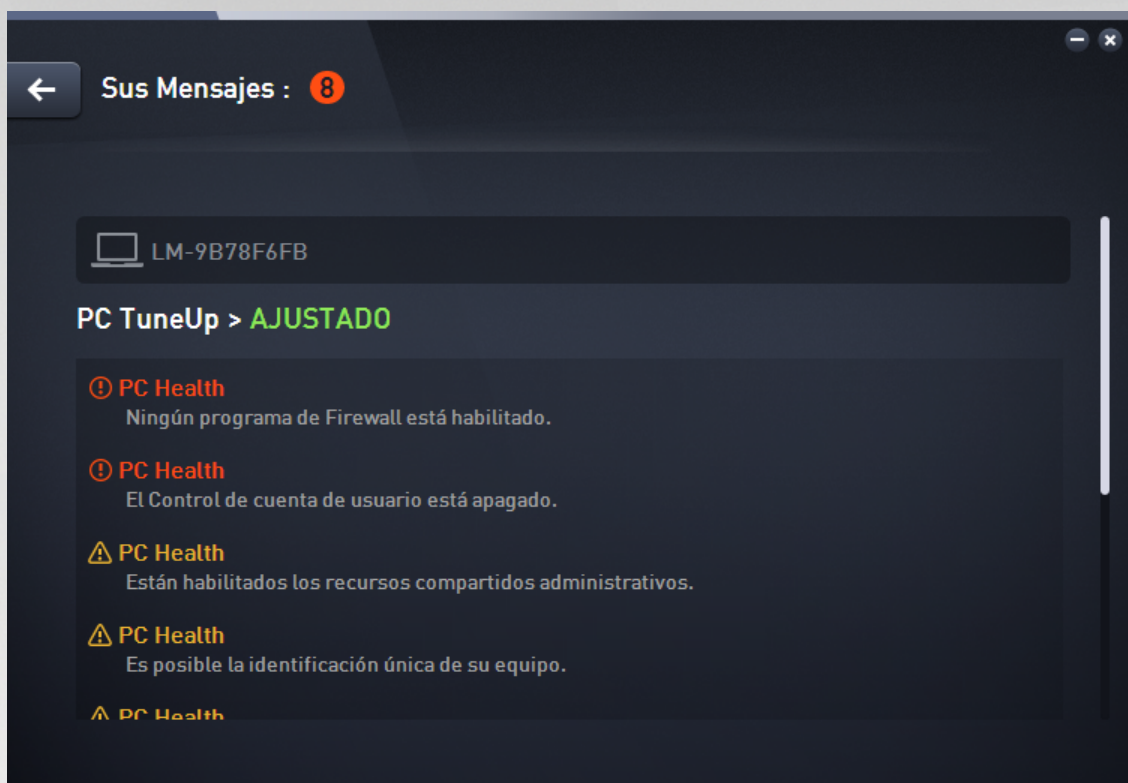 Sus Mensajes : 8
LM-9B78F6FB
PC TuneUp > AJUSTADO
PC Health
Ningún programa de Firewall está habilitado.
PC Health
El Control de cuenta de usuario está apagado.
PC Health
Están habilitados los recursos compartidos administrativos.
PC Health
Es posible la identificación única de su equipo.
PC Health